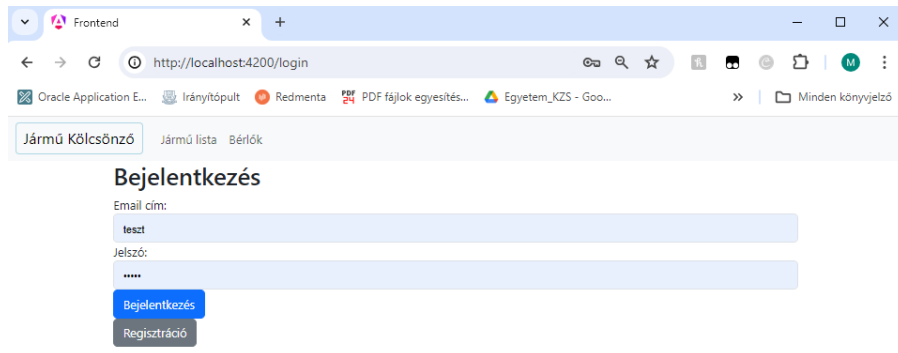 Frontend
http://localhost:4200/login
Oracle Application E... Irányítópult Redmenta PDF fájlok egyesítés... Egyetem_KZS - Goo... » Minden könyvjelző
Jármű Kölcsönző Jármű lista Bérlők
Bejelentkezés
Email cím:
teszt
Jelszó:
•••••
Bejelentkezés
Regisztráció